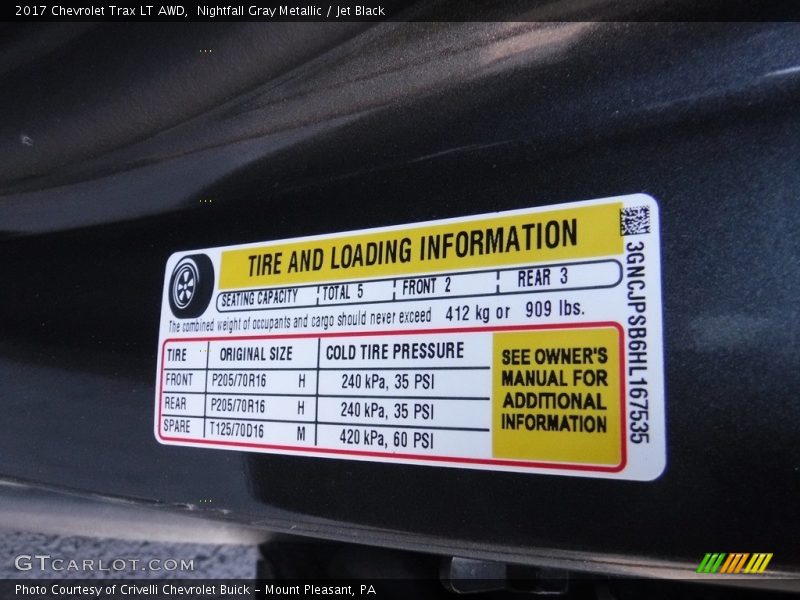 2017 Chevrolet Trax LT AWD, Nightfall Gray Metallic / Jet Black
TIRE AND LOADING INFORMATION
SEATING CAPACITY TOTAL 5 FRONT 2 REAR 3
The combined weight of occupants and cargo should never exceed 412 kg or 909 lbs.
TIRE ORIGINAL SIZE COLD TIRE PRESSURE
FRONT P205/70R16 H 240 kPa, 35 PSI
REAR P205/70R16 H 240 kPa, 35 PSI
SPARE T125/70D16 M 420 kPa, 60 PSI
SEE OWNER'S
MANUAL FOR
ADDITIONAL
INFORMATION
3GNCJPSB6HL167535
GTCARLOT.COM
Photo Courtesy of Crivelli Chevrolet Buick - Mount Pleasant, PA